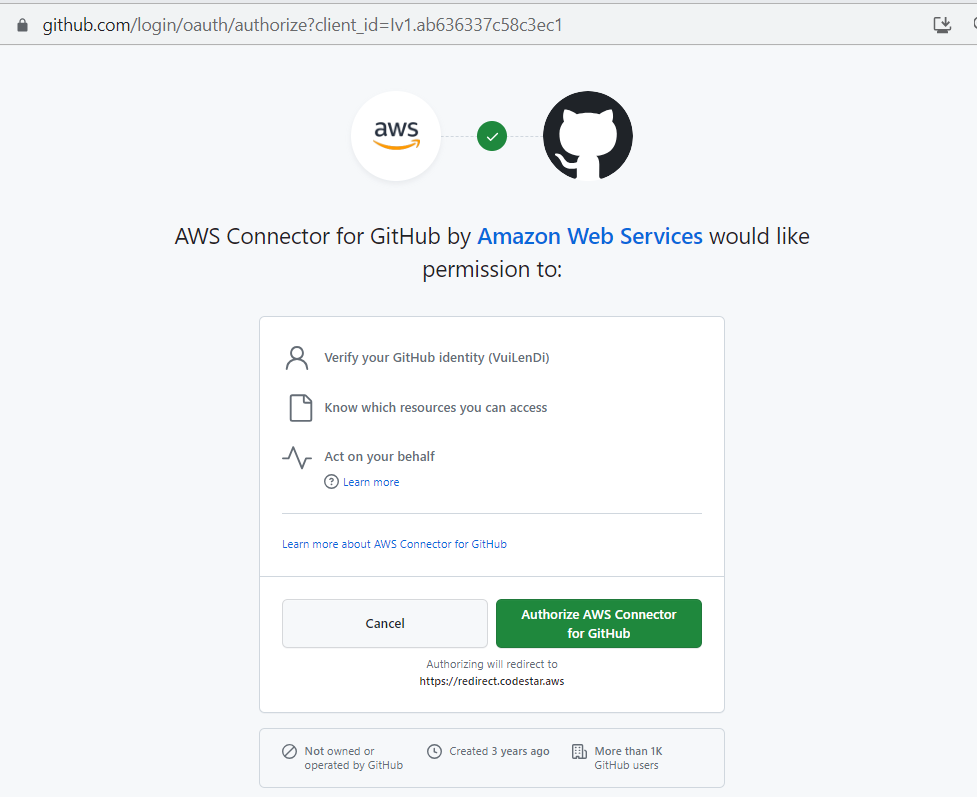 github.com/login/oauth/authorize?client_id=Iv1.ab636337c58c3ec1
aws
AWS Connector for GitHub by Amazon Web Services would like
permission to:
Verify your GitHub identity (VuiLenDi)
Know which resources you can access
Act on your behalf
Learn more
Learn more about AWS Connector for GitHub
Cancel
Authorize AWS Connector
for GitHub
Authorizing will redirect to
https://redirect.codestar.aws
Not owned or
operated by GitHub
Created 3 years ago
More than 1K
GitHub users